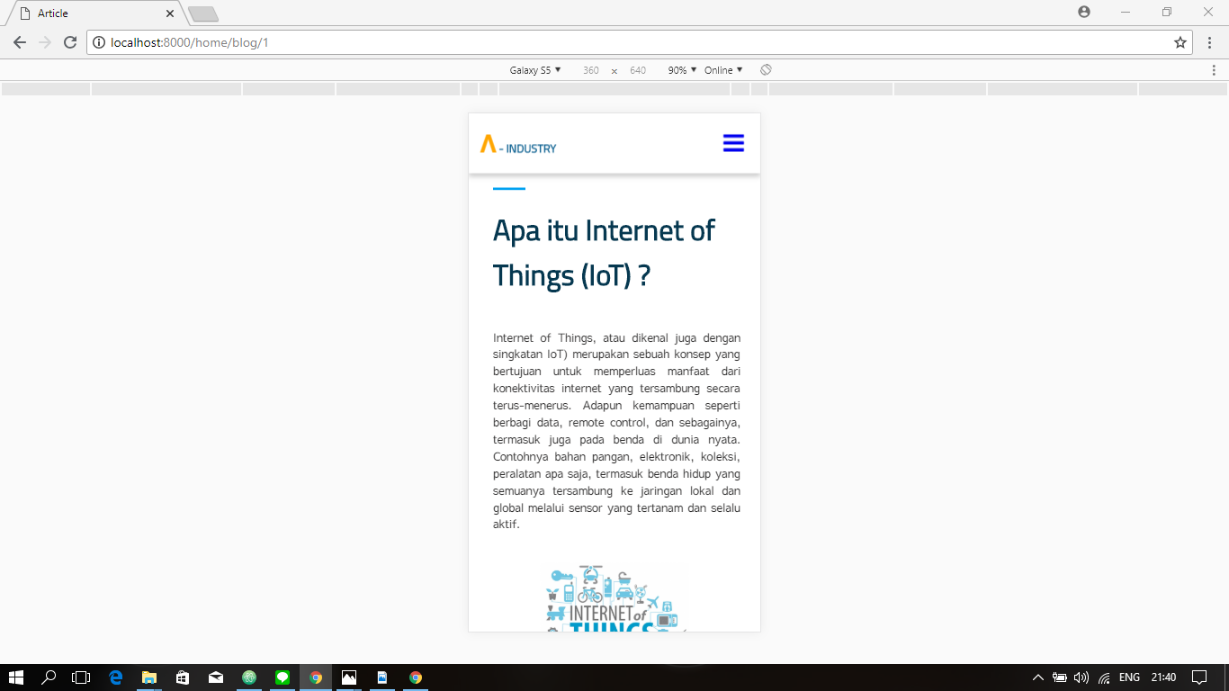 Article
localhost:8000/home/blog/1
Galaxy S5 360 x 640 90% Online
Λ - INDUSTRY
Apa itu Internet of
Things (IoT) ?
Internet of Things, atau dikenal juga dengan
singkatan IoT) merupakan sebuah konsep yang
bertujuan untuk memperluas manfaat dari
konektivitas internet yang tersambung secara
terus-menerus. Adapun kemampuan seperti
berbagi data, remote control, dan sebagainya,
termasuk juga pada benda di dunia nyata.
Contohnya bahan pangan, elektronik, koleksi,
peralatan apa saja, termasuk benda hidup yang
semuanya tersambung ke jaringan lokal dan
global melalui sensor yang tertanam dan selalu
aktif.
INTERNET of
THINGS
ENG 21:40